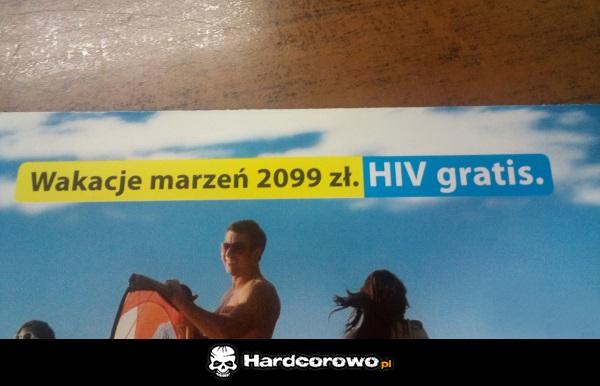 Wakacje marzeń 2099 zł. HIV gratis.
Hardcorowo.pl